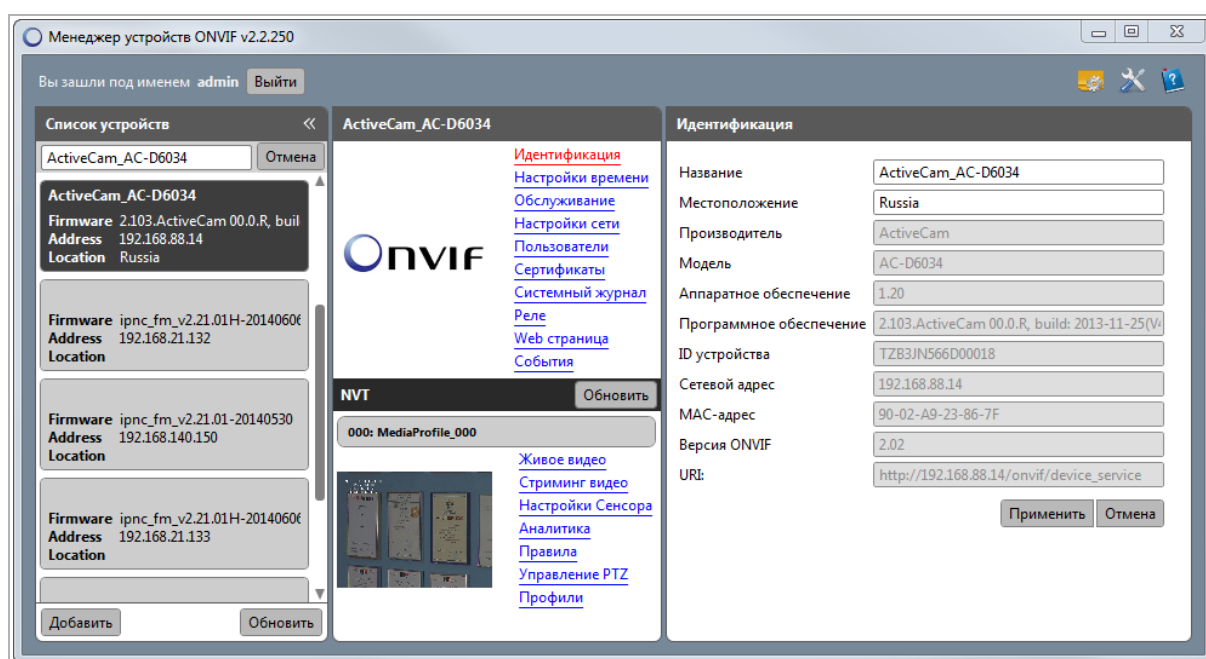 Менеджер устройств ONVIF v2.2.250
Вы зашли под именем admin Выйти
Список устройств
ActiveCam_AC-D6034 Отмена
ActiveCam_AC-D6034
Firmware 2.103.ActiveCam 00.0.R, buil
Address 192.168.88.14
Location Russia
Firmware ipnc_fm_v2.21.01H-2014060
Address 192.168.21.132
Location
Firmware ipnc_fm_v2.21.01-20140530
Address 192.168.140.150
Location
Firmware ipnc_fm_v2.21.01H-2014060
Address 192.168.21.133
Location
Добавить Обновить
ActiveCam_AC-D6034
ONVIF
Идентификация
Настройки времени
Обслуживание
Настройки сети
Пользователи
Сертификаты
Системный журнал
Реле
Web страница
События
NVT Обновить
000: MediaProfile_000
Живое видео
Стриминг видео
Настройки Сенсора
Аналитика
Правила
Управление PTZ
Профили
Идентификация
Название ActiveCam_AC-D6034
Местоположение Russia
Производитель ActiveCam
Модель AC-D6034
Аппаратное обеспечение 1.20
Программное обеспечение 2.103.ActiveCam 00.0.R, build: 2013-11-25(V
ID устройства TZB3JN566D00018
Сетевой адрес 192.168.88.14
MAC-адрес 90-02-A9-23-86-7F
Версия ONVIF 2.02
URI: http://192.168.88.14/onvif/device_service
Применить Отмена